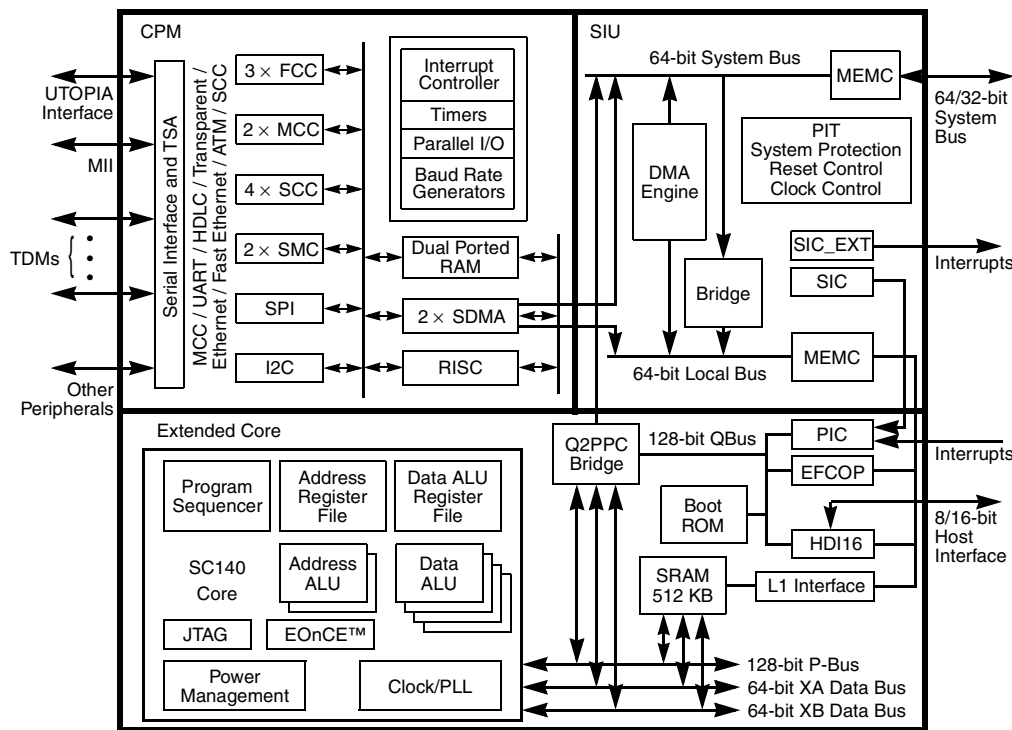 CPM
SIU
UTOPIA
Interface
MII
TDMs
Other
Peripherals
Serial Interface and TSA
MCC / UART / HDLC / Transparent /
Ethernet / Fast Ethernet / ATM / SCC
3 × FCC
2 × MCC
4 × SCC
2 × SMC
SPI
I2C
Interrupt
Controller
Timers
Parallel I/O
Baud Rate
Generators
Dual Ported
RAM
2 × SDMA
RISC
64-bit System Bus
MEMC
64/32-bit
System
Bus
DMA
Engine
PIT
System Protection
Reset Control
Clock Control
SIC_EXT
Interrupts
SIC
Bridge
64-bit Local Bus
MEMC
Extended Core
Program
Sequencer
Address
Register
File
Data ALU
Register
File
SC140
Core
Address
ALU
Data
ALU
JTAG
EOnCE™
Power
Management
Clock/PLL
Q2PPC
Bridge
128-bit QBus
PIC
Interrupts
EFCOP
Boot
ROM
HDI16
8/16-bit
Host
Interface
SRAM
512 KB
L1 Interface
128-bit P-Bus
64-bit XA Data Bus
64-bit XB Data Bus